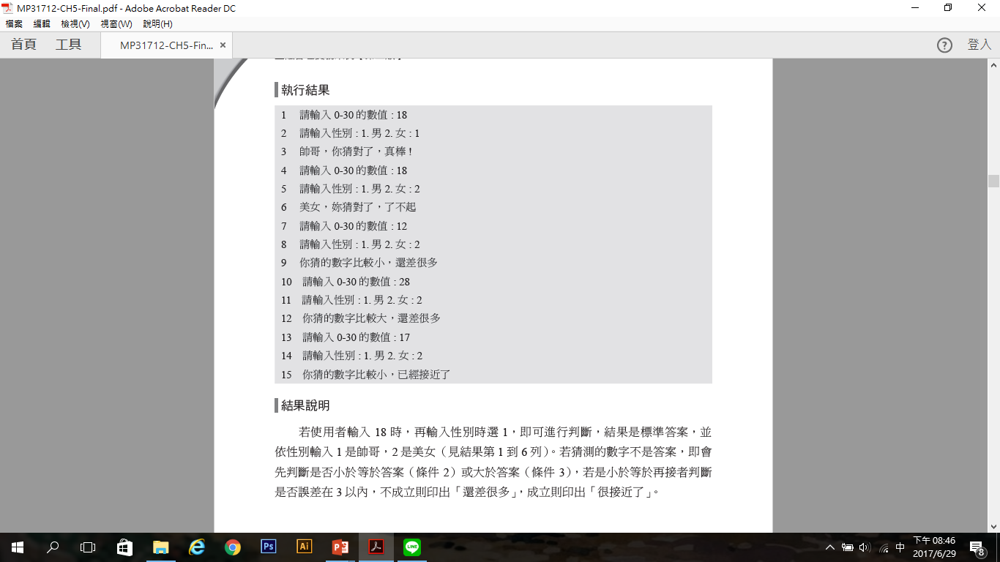 MP31712-CH5-Final.pdf - Adobe Acrobat Reader DC
檔案 編輯 檢視(V) 視窗(W) 說明(H)
首頁 工具 MP31712-CH5-Fin... × ? 登入
執行結果
1 請輸入 0-30 的數值 : 18
2 請輸入性別 : 1. 男 2. 女 : 1
3 帥哥，你猜對了，真棒 !
4 請輸入 0-30 的數值 : 18
5 請輸入性別 : 1. 男 2. 女 : 2
6 美女，妳猜對了，了不起
7 請輸入 0-30 的數值 : 12
8 請輸入性別 : 1. 男 2. 女 : 2
9 你猜的數字比較小，還差很多
10 請輸入 0-30 的數值 : 28
11 請輸入性別 : 1. 男 2. 女 : 2
12 你猜的數字比較大，還差很多
13 請輸入 0-30 的數值 : 17
14 請輸入性別 : 1. 男 2. 女 : 2
15 你猜的數字比較小，已經接近了
結果說明
若使用者輸入 18 時，再輸入性別時選 1，即可進行判斷，結果是標準答案，並
依性別輸入 1 是帥哥，2 是美女（見結果第 1 到 6 列）。若猜測的數字不是答案，即會
先判斷是否小於等於答案（條件 2）或大於答案（條件 3），若是小於等於再接者判斷
是否誤差在 3 以內，不成立則印出「還差很多」，成立則印出「很接近了」。
Ps Ai LINE 中 下午 08:46
2017/6/29 8